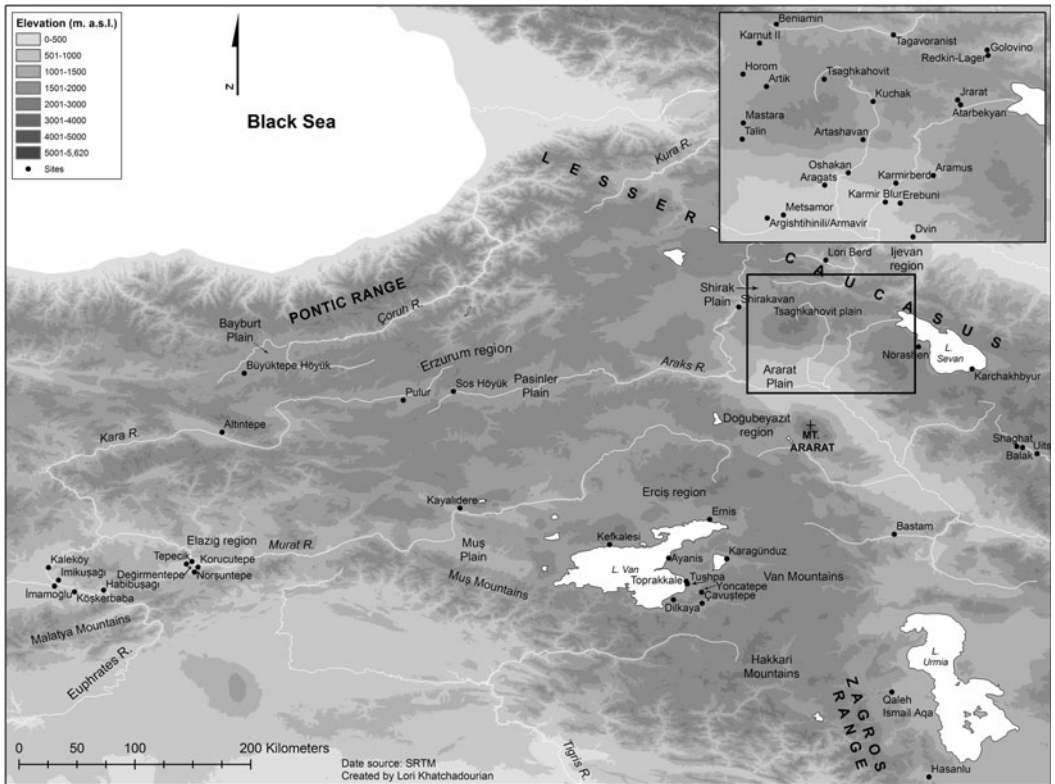 Elevation (m. a.s.l.)
0-500
501-1000
1001-1500
1501-2000
2001-3000
3001-4000
4001-5000
5001-5,620
Sites
N
Black Sea
Beniamin
Karnut II
Tagavoranist
Golovino
Redkin-Lager
Horom
Artik
Tsaghkahovit
Kuchak
Jrarat
Atarbekyan
Mastara
Talin
Artashavan
Oshakan
Aragats
Karmirberd
Aramus
Karmir Blur
Erebuni
Metsamor
Argishtihinili/Armavir
Dvin
LESSER CAUCASUS
Kura R.
Lori Berd
Ijevan
region
Shirak
Plain
Shirakavan
Tsaghkahovit plain
PONTIC RANGE
Çoruh R.
Bayburt
Plain
Büyüktepe Höyük
Erzurum region
Pulur
Sos Höyük
Pasinler
Plain
Araks R.
Ararat
Plain
L.
Sevan
Norashen
Karchakhbyur
Altıntepe
Kara R.
Doğubeyazıt
region
MT.
ARARAT
Shaghat
Uits
Balak
Kayalıdere
Erciş region
Ernis
Bastam
Elazıg region
Murat R.
Muş
Plain
Kefkalesi
L. Van
Ayanis
Karagündüz
Kaleköy
Imikuşağı
Tepecik
Korucutepe
Değirmentepe
Norşuntepe
Habibuşağı
İmamoğlu
Köşkerbaba
Toprakkale
Tushpa
Yoncatepe
Van Mountains
Çavuştepe
Dilkaya
Muş Mountains
Malatya Mountains
Euphrates R.
Hakkari
Mountains
L.
Urmia
ZAGROS
RANGE
Qaleh
Ismail Aqa
Hasanlu
Tigris R.
0 50 100 200 Kilometers
Date source: SRTM
Created by Lori Khatchadourian